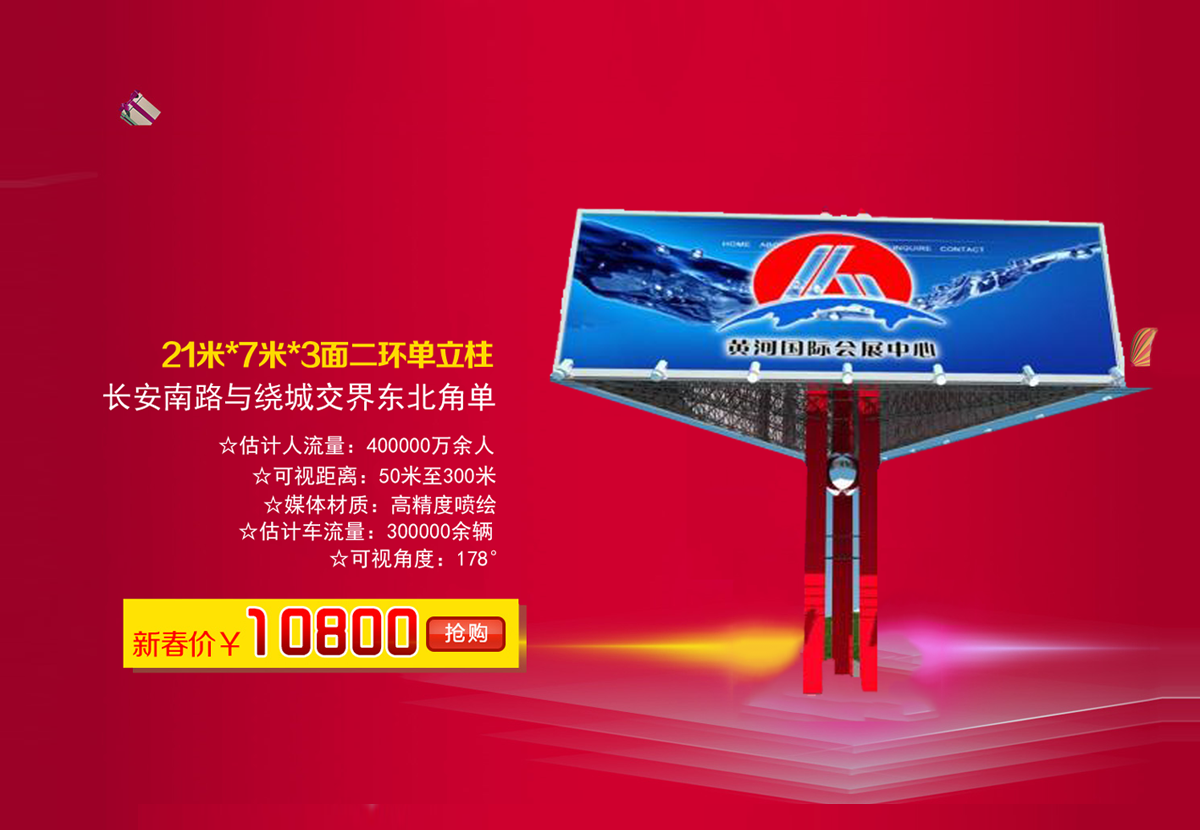 21米*7米*3面二环单立柱
长安南路与绕城交界东北角单
☆估计人流量：400000万余人
☆可视距离：50米至300米
☆媒体材质：高精度喷绘
☆估计车流量：300000余辆
☆可视角度：178°
新春价￥10800 抢购
HOME INQUIRE CONTACT
黄河国际会展中心